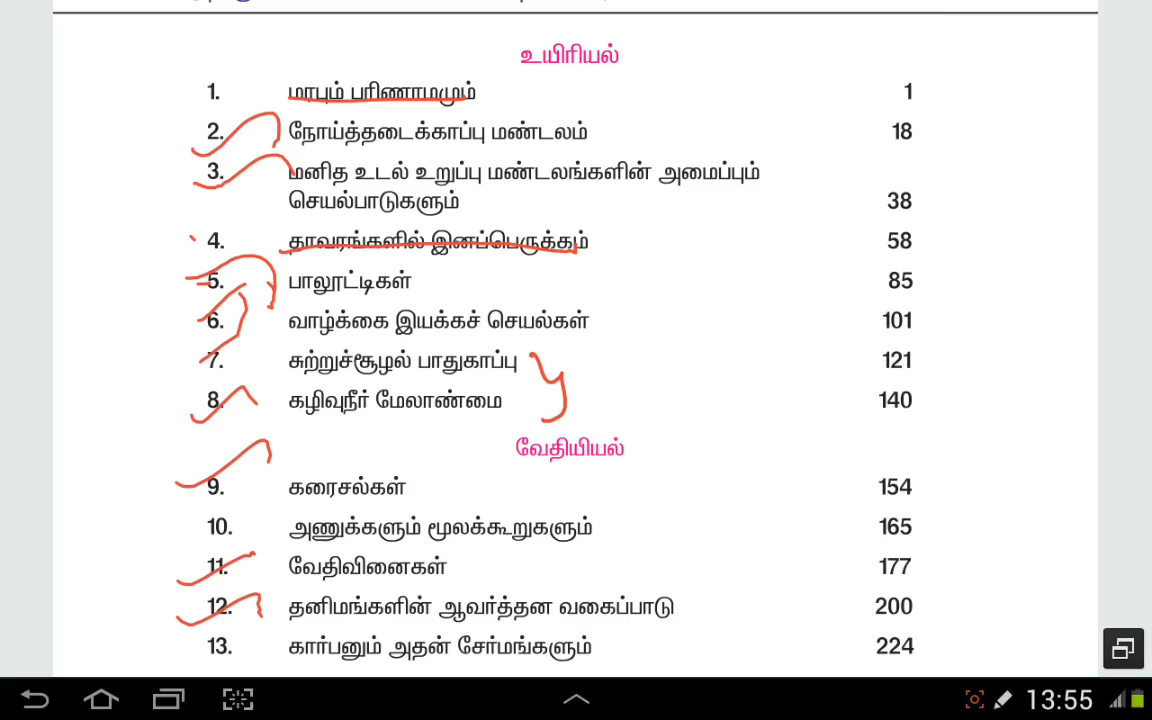 உயிரியல்
1. மரபும் பரிணாமமும் 1
2. நோய்த்தடைக்காப்பு மண்டலம் 18
3. மனித உடல் உறுப்பு மண்டலங்களின் அமைப்பும்
செயல்பாடுகளும் 38
4. தாவரங்களில் இனப்பெருக்கம் 58
5. பாலூட்டிகள் 85
6. வாழ்க்கை இயக்கச் செயல்கள் 101
7. சுற்றுச்சூழல் பாதுகாப்பு 121
8. கழிவுநீர் மேலாண்மை 140
வேதியியல்
9. கரைசல்கள் 154
10. அணுக்களும் மூலக்கூறுகளும் 165
11. வேதிவினைகள் 177
12. தனிமங்களின் ஆவர்த்தன வகைப்பாடு 200
13. கார்பனும் அதன் சேர்மங்களும் 224
13:55